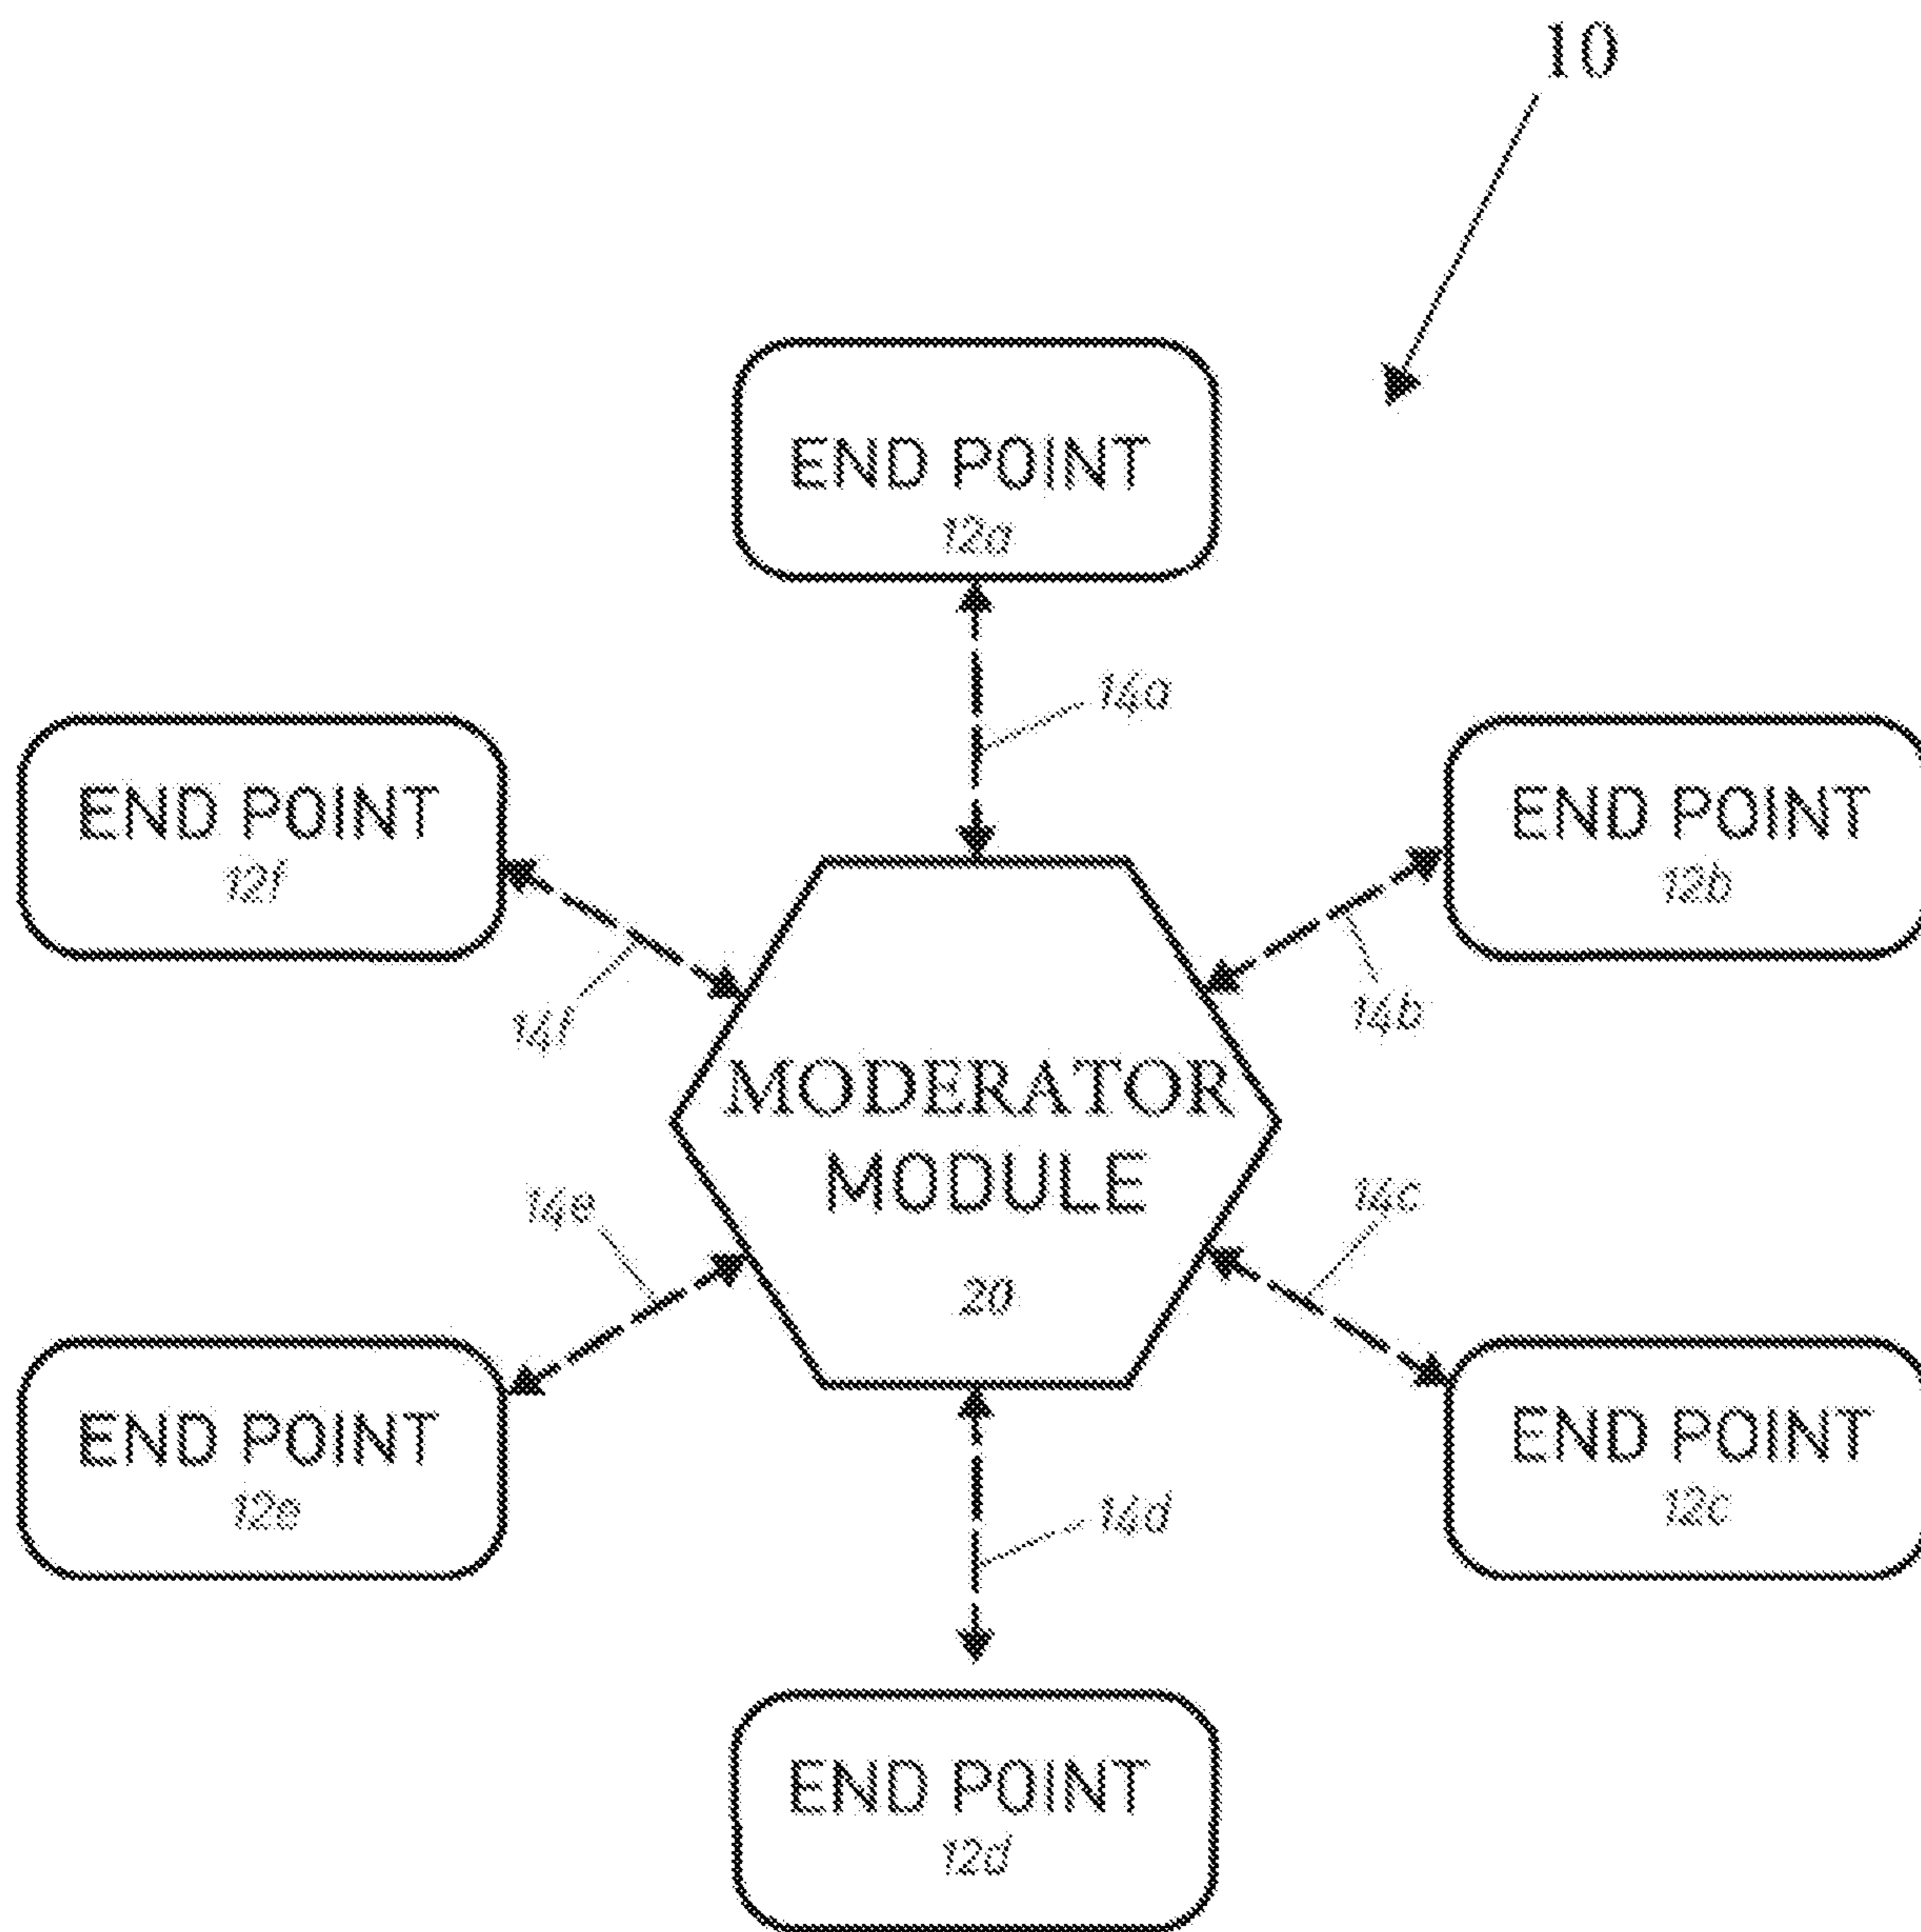 10
END POINT
12a
14a
END POINT
12f
END POINT
12b
14f
14b
MODERATOR
MODULE
20
14e
14c
END POINT
12e
END POINT
12c
14d
END POINT
12d